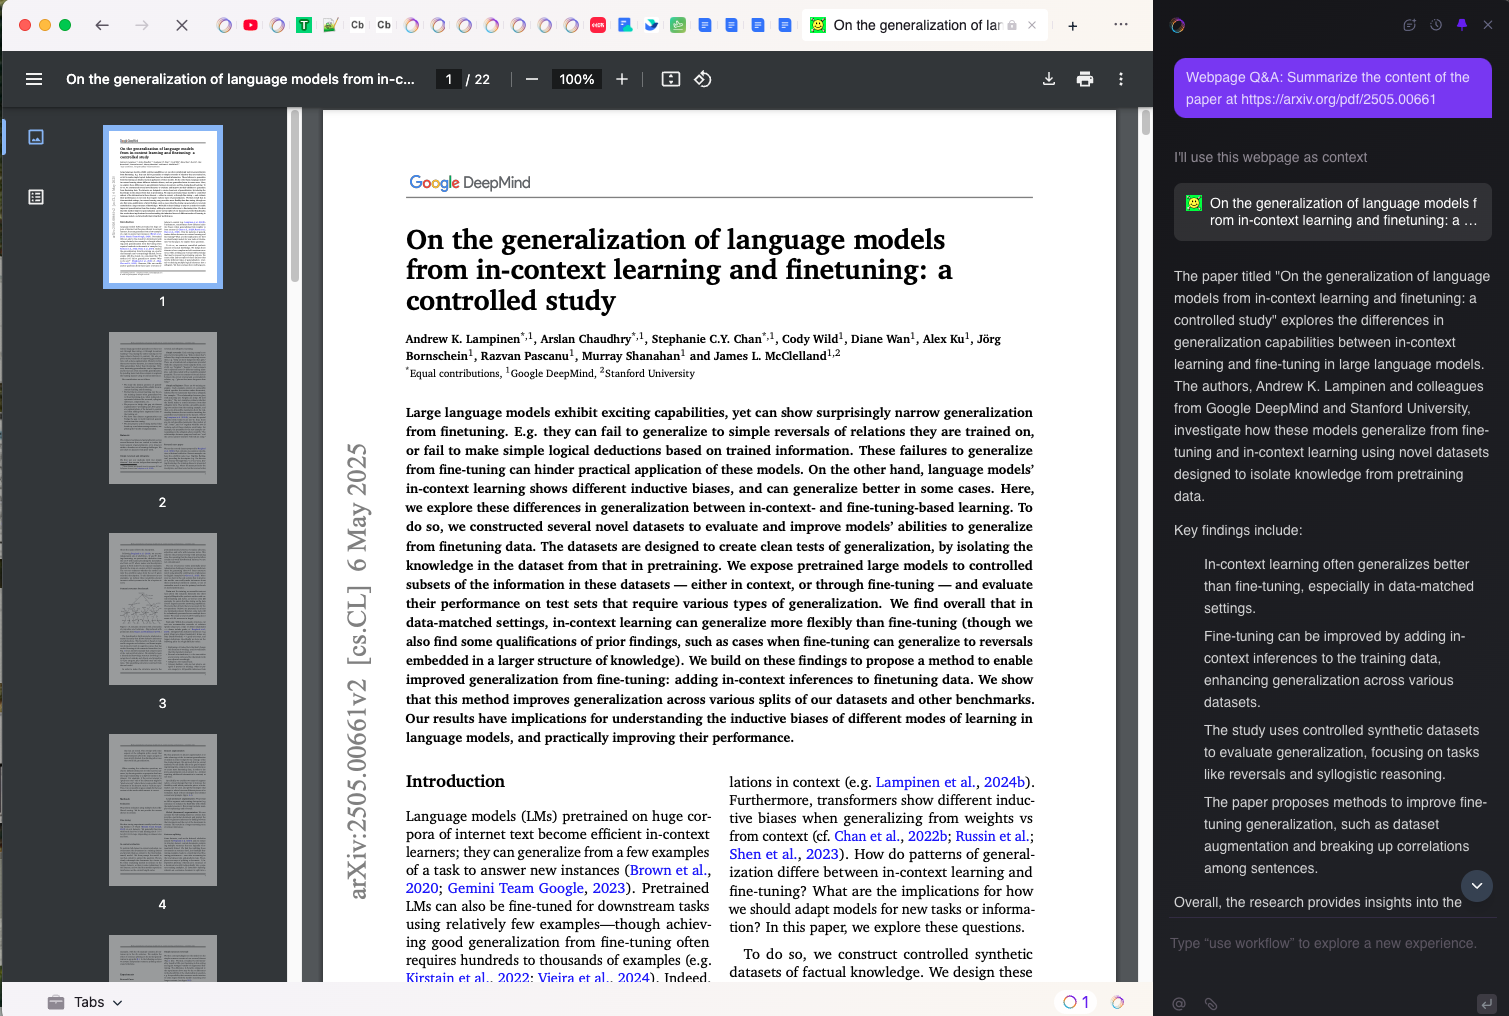 On the generalization of lar
On the generalization of language models from in-c...
1 / 22
100%
1
2
3
4
Google DeepMind
On the generalization of language models
from in-context learning and finetuning: a
controlled study
Andrew K. Lampinen*,1, Arslan Chaudhry*,1, Stephanie C.Y. Chan*,1, Cody Wild1, Diane Wan1, Alex Ku1, Jörg
Bornschein1, Razvan Pascanu1, Murray Shanahan1 and James L. McClelland1,2
*Equal contributions, 1Google DeepMind, 2Stanford University
Large language models exhibit exciting capabilities, yet can show surprisingly narrow generalization
from finetuning. E.g. they can fail to generalize to simple reversals of relations they are trained on,
or fail to make simple logical deductions based on trained information. These failures to generalize
from fine-tuning can hinder practical application of these models. On the other hand, language models'
in-context learning shows different inductive biases, and can generalize better in some cases. Here,
we explore these differences in generalization between in-context- and fine-tuning-based learning. To
do so, we constructed several novel datasets to evaluate and improve models' abilities to generalize
from finetuning data. The datasets are designed to create clean tests of generalization, by isolating the
knowledge in the dataset from that in pretraining. We expose pretrained large models to controlled
subsets of the information in these datasets — either in context, or through fine-tuning — and evaluate
their performance on test sets that require various types of generalization. We find overall that in
data-matched settings, in-context learning can generalize more flexibly than fine-tuning (though we
also find some qualifications of prior findings, such as cases when fine-tuning can generalize to reversals
embedded in a larger structure of knowledge). We build on these findings to propose a method to enable
improved generalization from fine-tuning: adding in-context inferences to finetuning data. We show
that this method improves generalization across various splits of our datasets and other benchmarks.
Our results have implications for understanding the inductive biases of different modes of learning in
language models, and practically improving their performance.
arXiv:2505.00661v2 [cs.CL] 6 May 2025
Introduction
Language models (LMs) pretrained on huge cor-
pora of internet text become efficient in-context
learners; they can generalize from a few examples
of a task to answer new instances (Brown et al.,
2020; Gemini Team Google, 2023). Pretrained
LMs can also be fine-tuned for downstream tasks
using relatively few examples—though achiev-
ing good generalization from fine-tuning often
requires hundreds to thousands of examples (e.g.
Kirstain et al., 2022; Vieira et al., 2024). Indeed,
lations in context (e.g. Lampinen et al., 2024b).
Furthermore, transformers show different induc-
tive biases when generalizing from weights vs
from context (cf. Chan et al., 2022b; Russin et al.;
Shen et al., 2023). How do patterns of general-
ization differe between in-context learning and
fine-tuning? What are the implications for how
we should adapt models for new tasks or informa-
tion? In this paper, we explore these questions.
To do so, we construct controlled synthetic
datasets of factual knowledge. We design these
Tabs
1
Webpage Q&A: Summarize the content of the
paper at https://arxiv.org/pdf/2505.00661
I'll use this webpage as context
On the generalization of language models f
rom in-context learning and finetuning: a ...
The paper titled "On the generalization of language
models from in-context learning and finetuning: a
controlled study" explores the differences in
generalization capabilities between in-context
learning and fine-tuning in large language models.
The authors, Andrew K. Lampinen and colleagues
from Google DeepMind and Stanford University,
investigate how these models generalize from fine-
tuning and in-context learning using novel datasets
designed to isolate knowledge from pretraining
data.
Key findings include:
In-context learning often generalizes better
than fine-tuning, especially in data-matched
settings.
Fine-tuning can be improved by adding in-
context inferences to the training data,
enhancing generalization across various
datasets.
The study uses controlled synthetic datasets
to evaluate generalization, focusing on tasks
like reversals and syllogistic reasoning.
The paper proposes methods to improve fine-
tuning generalization, such as dataset
augmentation and breaking up correlations
among sentences.
Overall, the research provides insights into the
Type "use workflow" to explore a new experience.